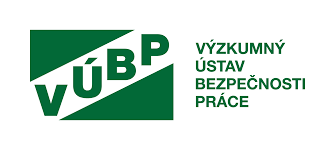 VÚBP
VÝZKUMNÝ
ÚSTAV
BEZPEČNOSTI
PRÁCE